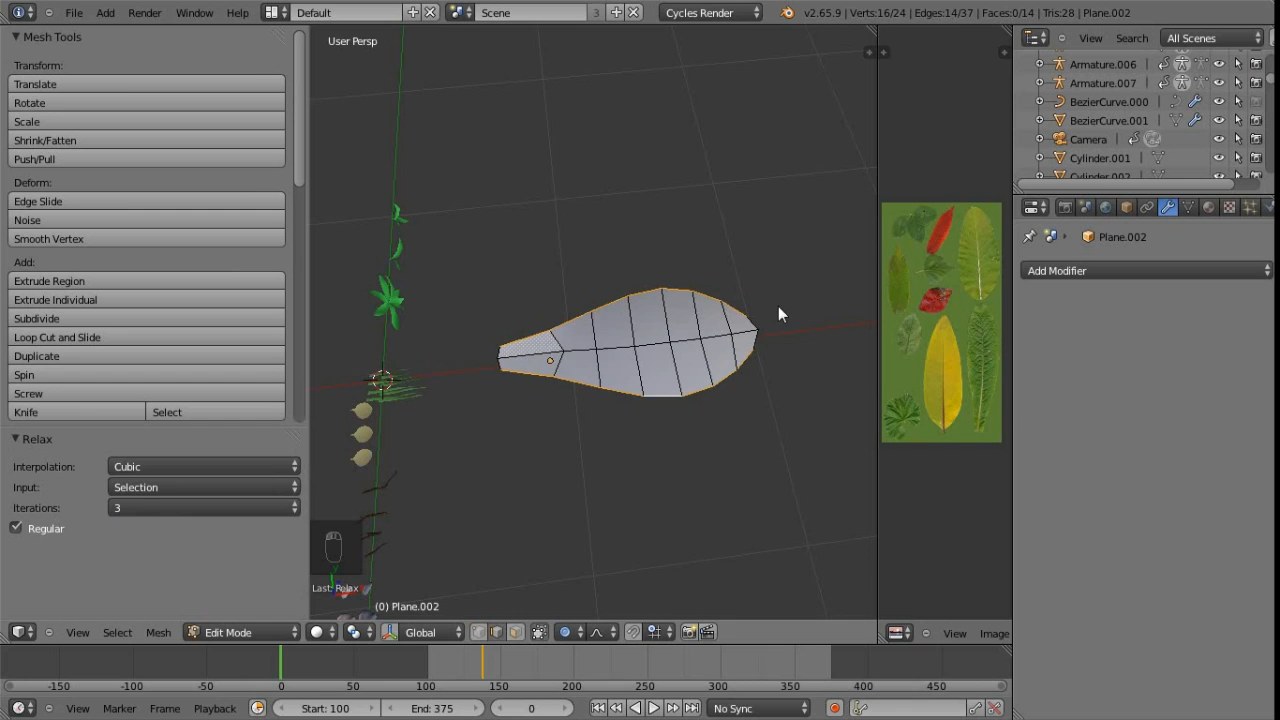 File Add Render Window Help Default Scene 3 Cycles Render v2.65.9 | Verts:16/24 | Edges:14/37 | Faces:0/14 | Tris:28 | Plane.002
Mesh Tools
Transform:
Translate
Rotate
Scale
Shrink/Fatten
Push/Pull
Deform:
Edge Slide
Noise
Smooth Vertex
Add:
Extrude Region
Extrude Individual
Subdivide
Loop Cut and Slide
Duplicate
Spin
Screw
Knife Select
Relax
Interpolation: Cubic
Input: Selection
Iterations: 3
Regular
User Persp
Last: Relax
(0) Plane.002
View Select Mesh Edit Mode Global
View Image
View Search All Scenes
Armature.006
Armature.007
BezierCurve.000
BezierCurve.001
Camera
Cylinder.001
Cylinder.002
Plane.002
Add Modifier
-150 -100 -50 0 50 100 150 200 250 300 350 400 450
View Marker Frame Playback Start: 100 End: 375 0 No Sync